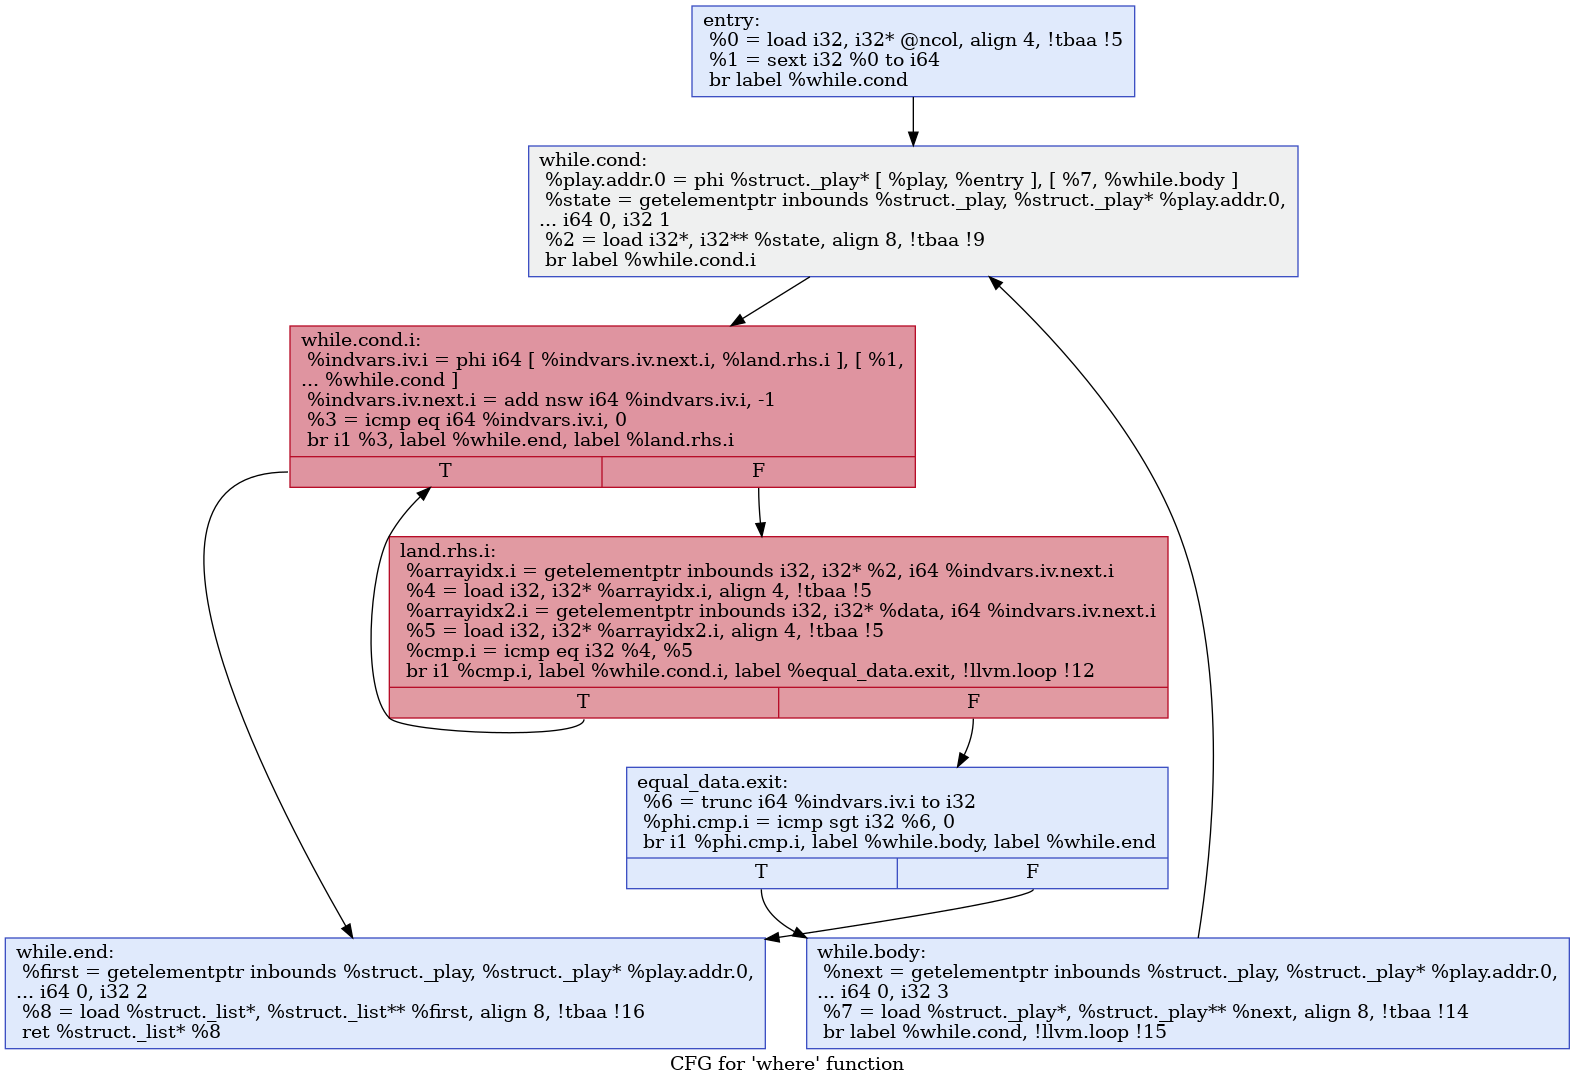 entry:
%0 = load i32, i32* @ncol, align 4, !tbaa !5
%1 = sext i32 %0 to i64
br label %while.cond
while.cond:
%play.addr.0 = phi %struct._play* [ %play, %entry ], [ %7, %while.body ]
%state = getelementptr inbounds %struct._play, %struct._play* %play.addr.0,
... i64 0, i32 1
%2 = load i32*, i32** %state, align 8, !tbaa !9
br label %while.cond.i
while.cond.i:
%indvars.iv.i = phi i64 [ %indvars.iv.next.i, %land.rhs.i ], [ %1,
... %while.cond ]
%indvars.iv.next.i = add nsw i64 %indvars.iv.i, -1
%3 = icmp eq i64 %indvars.iv.i, 0
br i1 %3, label %while.end, label %land.rhs.i
T
F
land.rhs.i:
%arrayidx.i = getelementptr inbounds i32, i32* %2, i64 %indvars.iv.next.i
%4 = load i32, i32* %arrayidx.i, align 4, !tbaa !5
%arrayidx2.i = getelementptr inbounds i32, i32* %data, i64 %indvars.iv.next.i
%5 = load i32, i32* %arrayidx2.i, align 4, !tbaa !5
%cmp.i = icmp eq i32 %4, %5
br i1 %cmp.i, label %while.cond.i, label %equal_data.exit, !llvm.loop !12
T
F
equal_data.exit:
%6 = trunc i64 %indvars.iv.i to i32
%phi.cmp.i = icmp sgt i32 %6, 0
br i1 %phi.cmp.i, label %while.body, label %while.end
T
F
while.end:
%first = getelementptr inbounds %struct._play, %struct._play* %play.addr.0,
... i64 0, i32 2
%8 = load %struct._list*, %struct._list** %first, align 8, !tbaa !16
ret %struct._list* %8
while.body:
%next = getelementptr inbounds %struct._play, %struct._play* %play.addr.0,
... i64 0, i32 3
%7 = load %struct._play*, %struct._play** %next, align 8, !tbaa !14
br label %while.cond, !llvm.loop !15
CFG for 'where' function